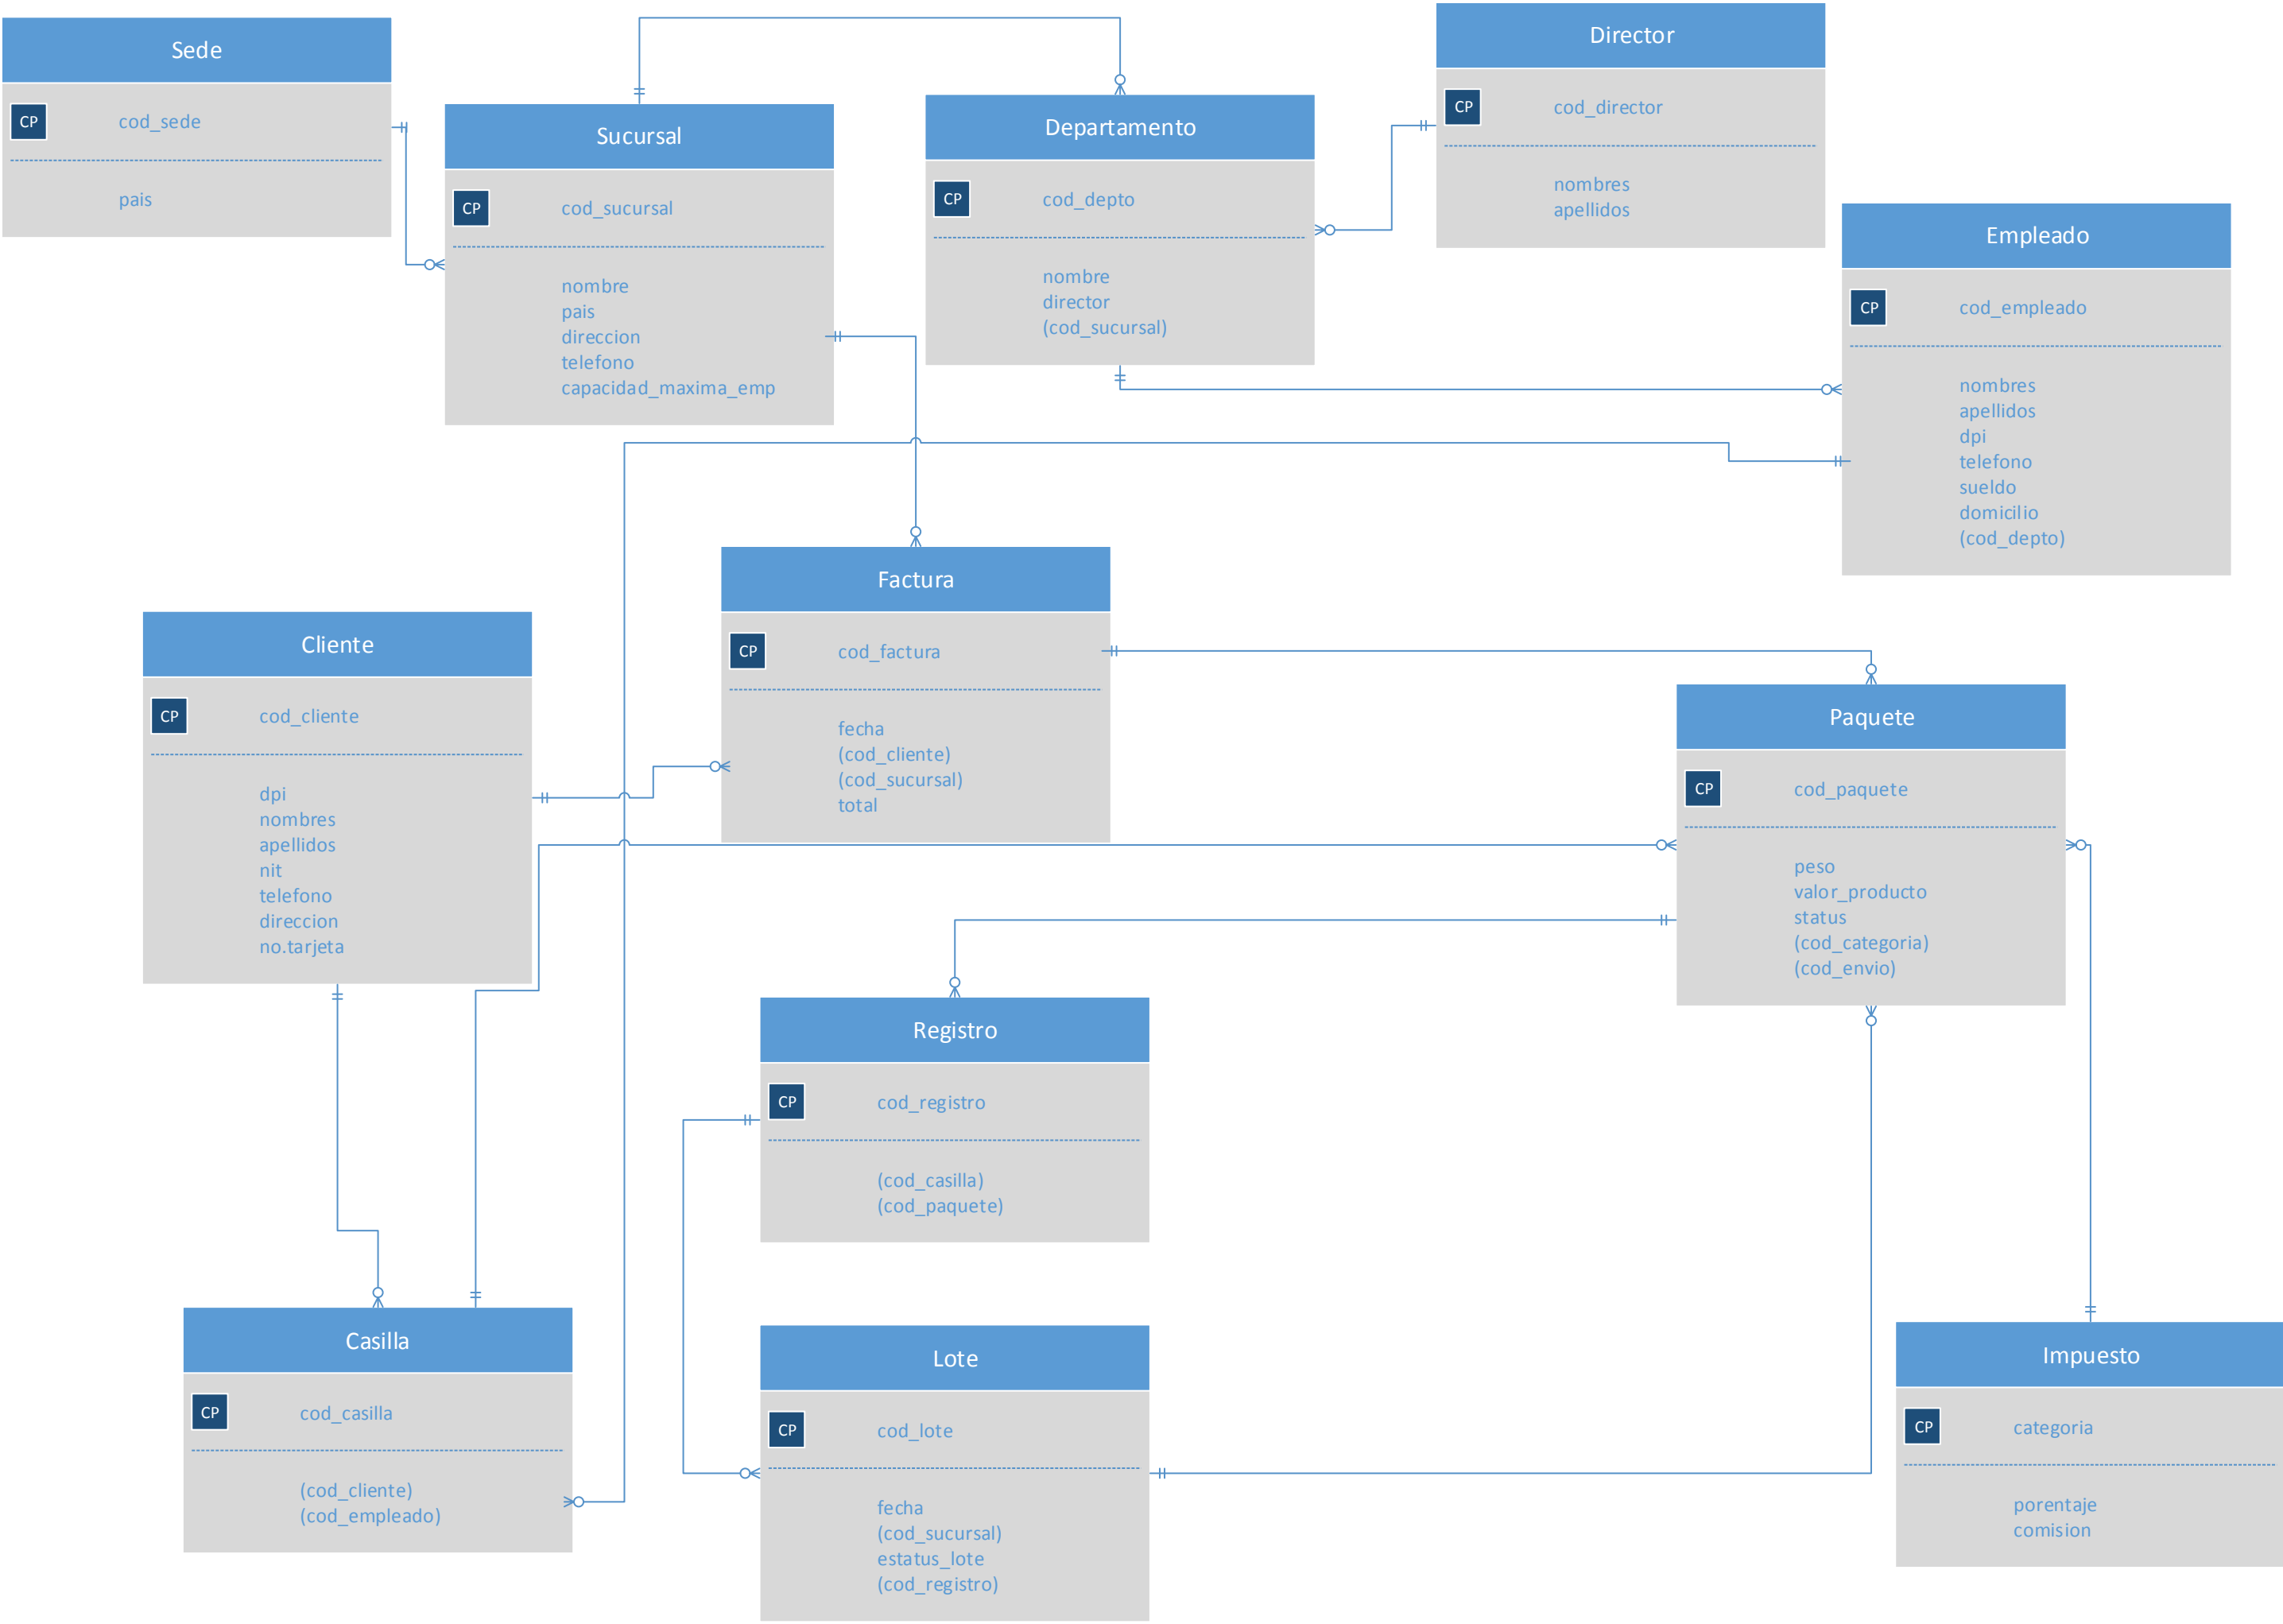 Sede
CP
cod_sede
pais
Sucursal
CP
cod_sucursal
nombre
pais
direccion
telefono
capacidad_maxima_emp
Departamento
CP
cod_depto
nombre
director
(cod_sucursal)
Director
CP
cod_director
nombres
apellidos
Empleado
CP
cod_empleado
nombres
apellidos
dpi
telefono
sueldo
domicilio
(cod_depto)
Factura
CP
cod_factura
fecha
(cod_cliente)
(cod_sucursal)
total
Cliente
CP
cod_cliente
dpi
nombres
apellidos
nit
telefono
direccion
no.tarjeta
Paquete
CP
cod_paquete
peso
valor_producto
status
(cod_categoria)
(cod_envio)
Registro
CP
cod_registro
(cod_casilla)
(cod_paquete)
Casilla
CP
cod_casilla
(cod_cliente)
(cod_empleado)
Lote
CP
cod_lote
fecha
(cod_sucursal)
estatus_lote
(cod_registro)
Impuesto
CP
categoria
porentaje
comision